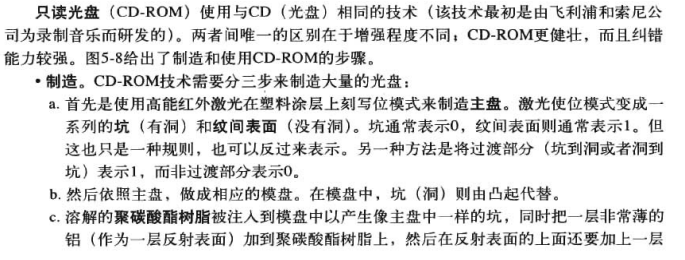 只读光盘（CD-ROM）使用与CD（光盘）相同的技术（该技术最初是由飞利浦和索尼公
司为录制音乐而研发的）。两者间唯一的区别在于增强程度不同：CD-ROM更健壮，而且纠错
能力较强。图5-8给出了制造和使用CD-ROM的步骤。
• 制造。CD-ROM技术需要分三步来制造大量的光盘：
a. 首先是使用高能红外激光在塑料涂层上刻写位模式来制造主盘。激光使位模式变成一
系列的坑（有洞）和纹间表面（没有洞）。坑通常表示0，纹间表面则通常表示1。但
这也只是一种规则，也可以反过来表示。另一种方法是将过渡部分（坑到洞或者洞到
坑）表示1，而非过渡部分表示0。
b. 然后依照主盘，做成相应的模盘。在模盘中，坑（洞）则由凸起代替。
c. 溶解的聚碳酸酯树脂被注入到模盘中以产生像主盘中一样的坑，同时把一层非常薄的
铝（作为一层反射表面）加到聚碳酸酯树脂上，然后在反射表面的上面还要加上一层